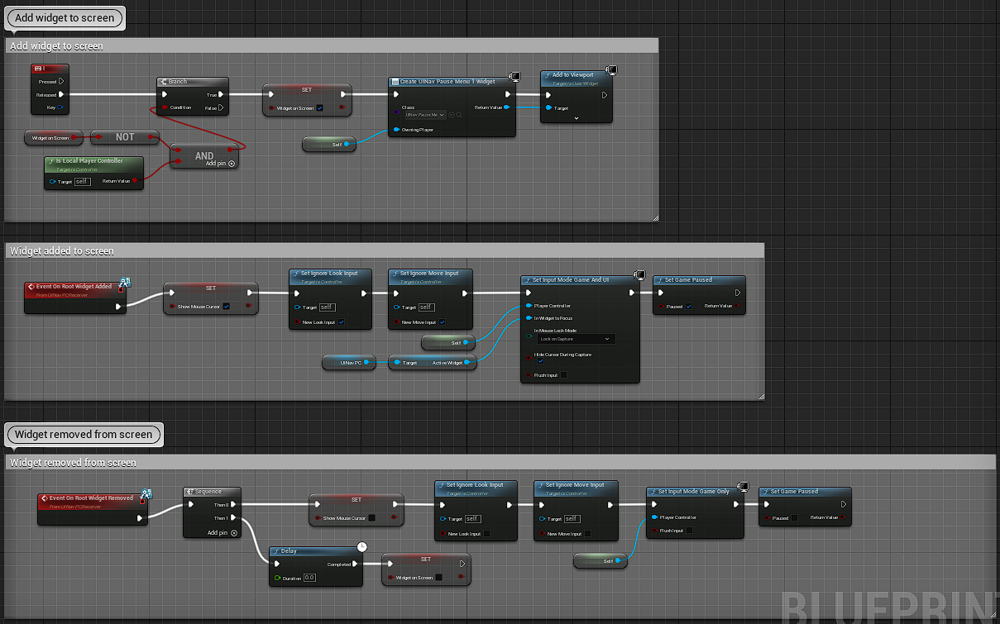 Add widget to screen
Add widget to screen
I
Pressed
Released
Key
Branch
True
Condition
False
SET
Widget on Screen
Create UINav Pause Menu 1 Widget
Class
UINav Pause Me
Return Value
Owning Player
Add to Viewport
Target is User Widget
Target
Widget on Screen
NOT
AND
Add pin
Self
Is Local Player Controller
Target is Controller
Target
self
Return Value
Widget added to screen
Event On Root Widget Added
From UINav PCReceiver
SET
Show Mouse Cursor
Set Ignore Look Input
Target is Controller
Target
self
New Look Input
Set Ignore Move Input
Target is Controller
Target
self
New Move Input
Set Input Mode Game And UI
Player Controller
In Widget to Focus
In Mouse Lock Mode
Lock on Capture
Hide Cursor During Capture
Flush Input
Set Game Paused
Paused
Return Value
Self
UINav PC
Target
Active Widget
Widget removed from screen
Widget removed from screen
Event On Root Widget Removed
From UINav PCReceiver
Sequence
Then 0
Then 1
Add pin
SET
Show Mouse Cursor
Set Ignore Look Input
Target is Controller
Target
self
New Look Input
Set Ignore Move Input
Target is Controller
Target
self
New Move Input
Set Input Mode Game Only
Player Controller
Flush Input
Set Game Paused
Paused
Return Value
Delay
Completed
Duration
0.0
SET
Widget on Screen
Self
BLUEPRINT